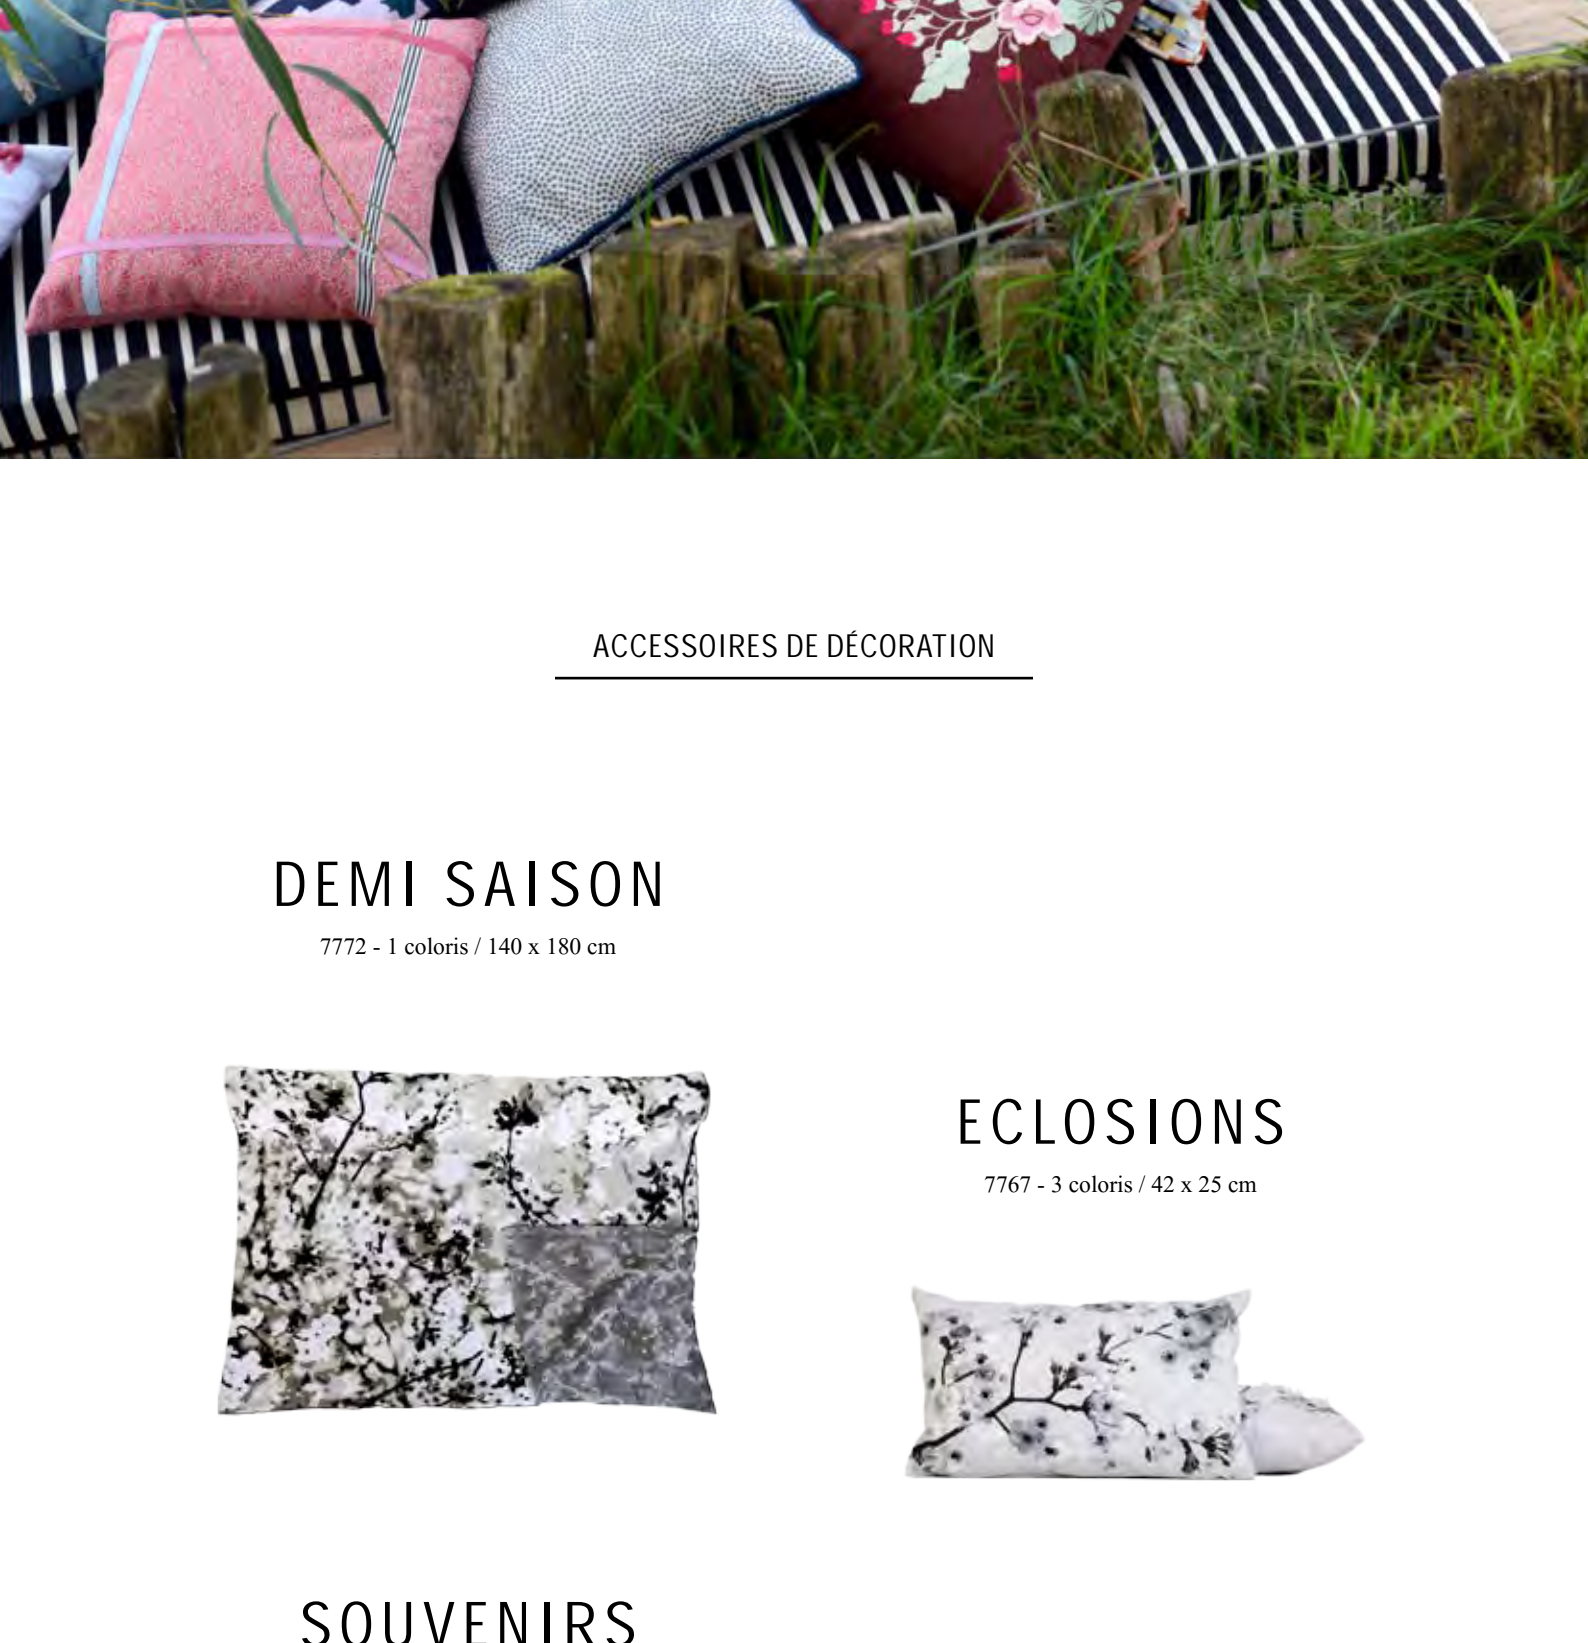 ACCESSOIRES DE DÉCORATION
DEMI SAISON
7772 - 1 coloris / 140 x 180 cm
ECLOSIONS
7767 - 3 coloris / 42 x 25 cm
SOUVENIRS